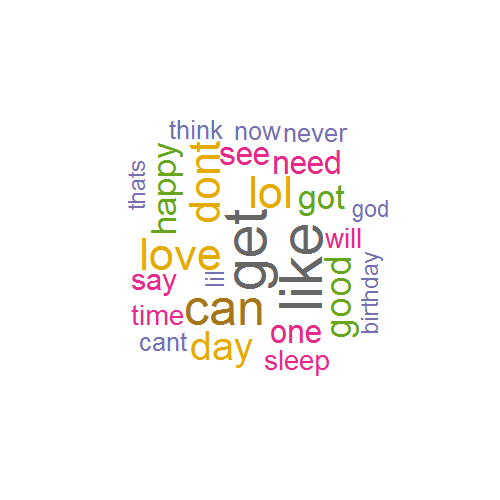 think
now
never
see
need
happy
dont
thats
lol
got
god
get
like
will
love
say
lil
can
good
birthday
time
one
cant
day
sleep